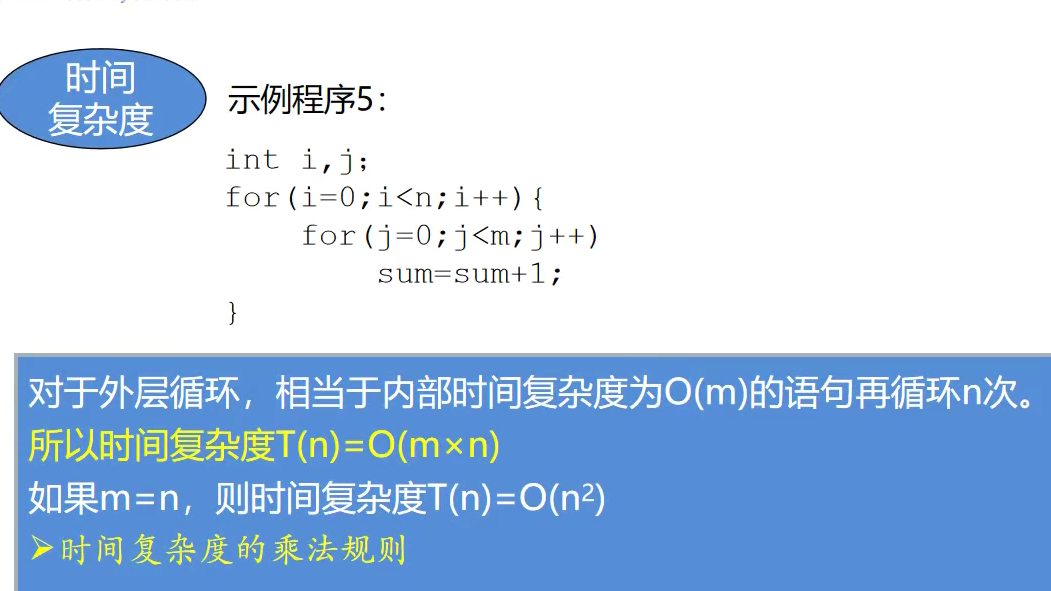 时间
复杂度
示例程序5：
int i,j;
for(i=0;i<n;i++){
for(j=0;j<m;j++)
sum=sum+1;
}
对于外层循环，相当于内部时间复杂度为O(m)的语句再循环n次。
所以时间复杂度T(n)=O(m×n)
如果m=n，则时间复杂度T(n)=O(n²)
➢时间复杂度的乘法规则